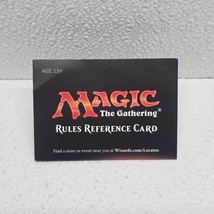 AGE 13+
MAGIC
The Gathering®
RULES REFERENCE CARD
Find a store or event near you at Wizards.com/Locator.